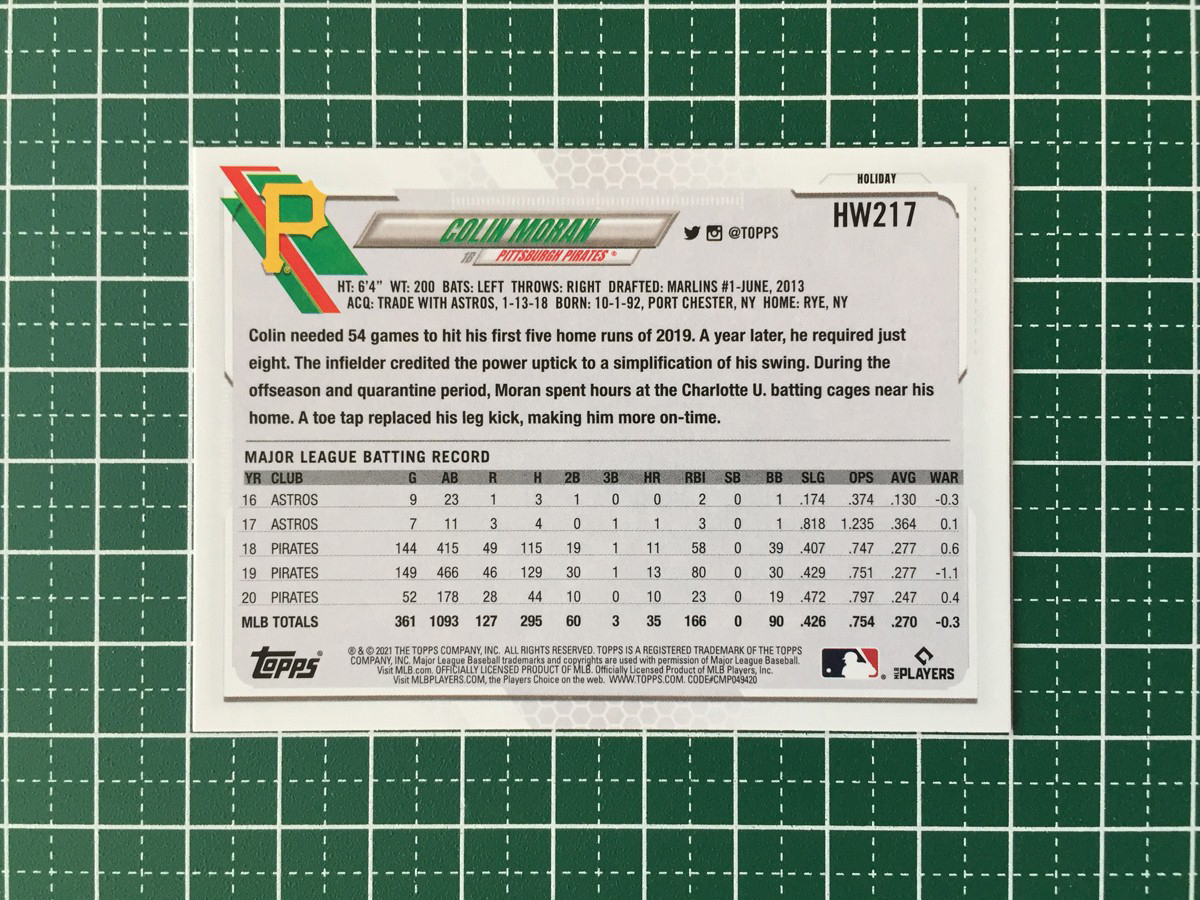 HOLIDAY
HW217
P
COLIN MORAN
@TOPPS
1B PITTSBURGH PIRATES ®
HT: 6'4" WT: 200 BATS: LEFT THROWS: RIGHT DRAFTED: MARLINS #1-JUNE, 2013
ACQ: TRADE WITH ASTROS, 1-13-18 BORN: 10-1-92, PORT CHESTER, NY HOME: RYE, NY
Colin needed 54 games to hit his first five home runs of 2019. A year later, he required just
eight. The infielder credited the power uptick to a simplification of his swing. During the
offseason and quarantine period, Moran spent hours at the Charlotte U. batting cages near his
home. A toe tap replaced his leg kick, making him more on-time.
MAJOR LEAGUE BATTING RECORD
YR CLUB G AB R H 2B 3B HR RBI SB BB SLG OPS AVG WAR
16 ASTROS 9 23 1 3 1 0 0 2 0 1 .174 .374 .130 -0.3
17 ASTROS 7 11 3 4 0 1 1 3 0 1 .818 1.235 .364 0.1
18 PIRATES 144 415 49 115 19 1 11 58 0 39 .407 .747 .277 0.6
19 PIRATES 149 466 46 129 30 1 13 80 0 30 .429 .751 .277 -1.1
20 PIRATES 52 178 28 44 10 0 10 23 0 19 .472 .797 .247 0.4
MLB TOTALS 361 1093 127 295 60 3 35 166 0 90 .426 .754 .270 -0.3
Topps®
® & © 2021 THE TOPPS COMPANY, INC. ALL RIGHTS RESERVED. TOPPS IS A REGISTERED TRADEMARK OF THE TOPPS
COMPANY, INC. Major League Baseball trademarks and copyrights are used with permission of Major League Baseball.
Visit MLB.com. OFFICIALLY LICENSED PRODUCT OF MLB. Officially Licensed Product of MLB Players, Inc.
Visit MLBPLAYERS.COM, the Players Choice on the web. WWW.TOPPS.COM. CODE#CMP049420
MLB PLAYERS